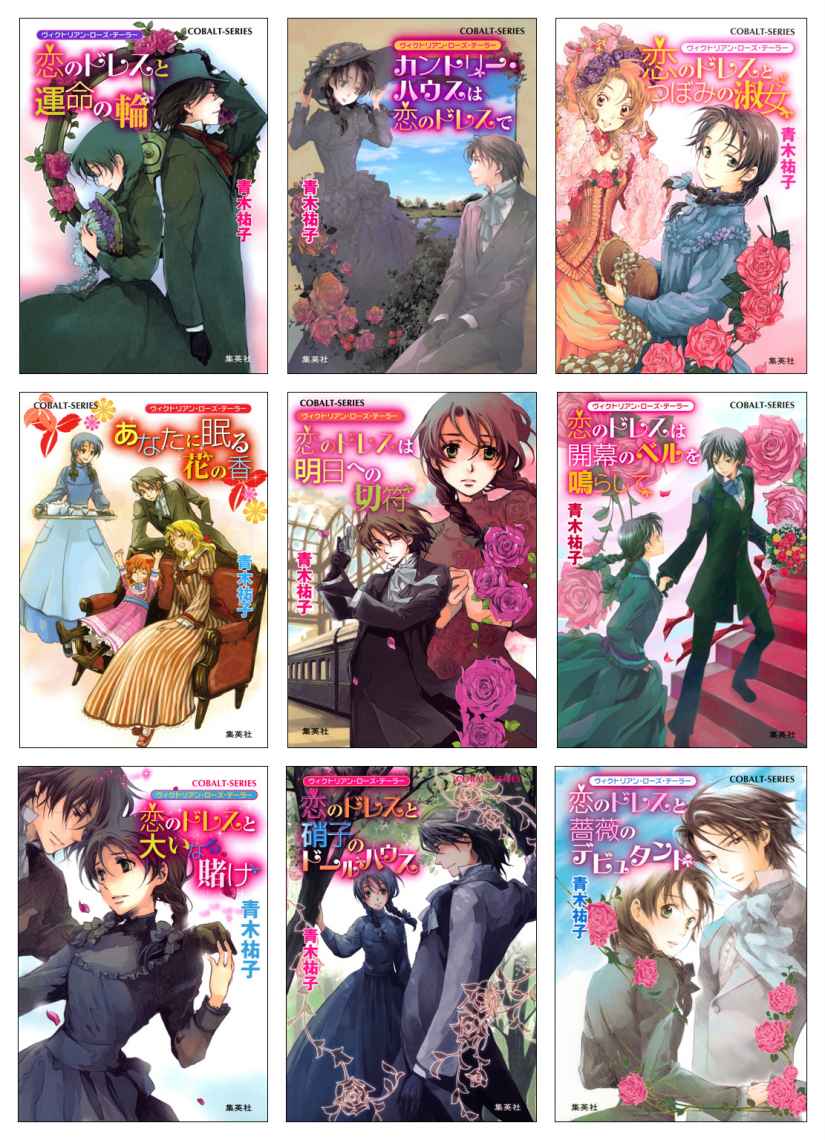 ヴィクトリアン・ローズ・テーラー
COBALT-SERIES
恋のドレスと
運命の輪
青木祐子
集英社
COBALT-SERIES
ヴィクトリアン・ローズ・テーラー
カントリー・
ハウスは
恋のドレスで
青木祐子
集英社
COBALT-SERIES
ヴィクトリアン・ローズ・テーラー
恋のドレスと
つぼみの淑女
青木祐子
集英社
COBALT-SERIES
ヴィクトリアン・ローズ・テーラー
あなたに眠る
花の香
青木祐子
集英社
COBALT-SERIES
ヴィクトリアン・ローズ・テーラー
恋のドレスは
明日への
切符
青木祐子
集英社
ヴィクトリアン・ローズ・テーラー
COBALT-SERIES
恋のドレスは
開幕のベルを
鳴らして
青木祐子
集英社
COBALT-SERIES
ヴィクトリアン・ローズ・テーラー
恋のドレスと
大いなる
賭け
青木祐子
集英社
ヴィクトリアン・ローズ・テーラー
COBALT-SERIES
恋のドレスと
硝子の
ドールハウス
青木祐子
集英社
ヴィクトリアン・ローズ・テーラー
COBALT-SERIES
恋のドレスと
薔薇の
デビュタント
青木祐子
集英社